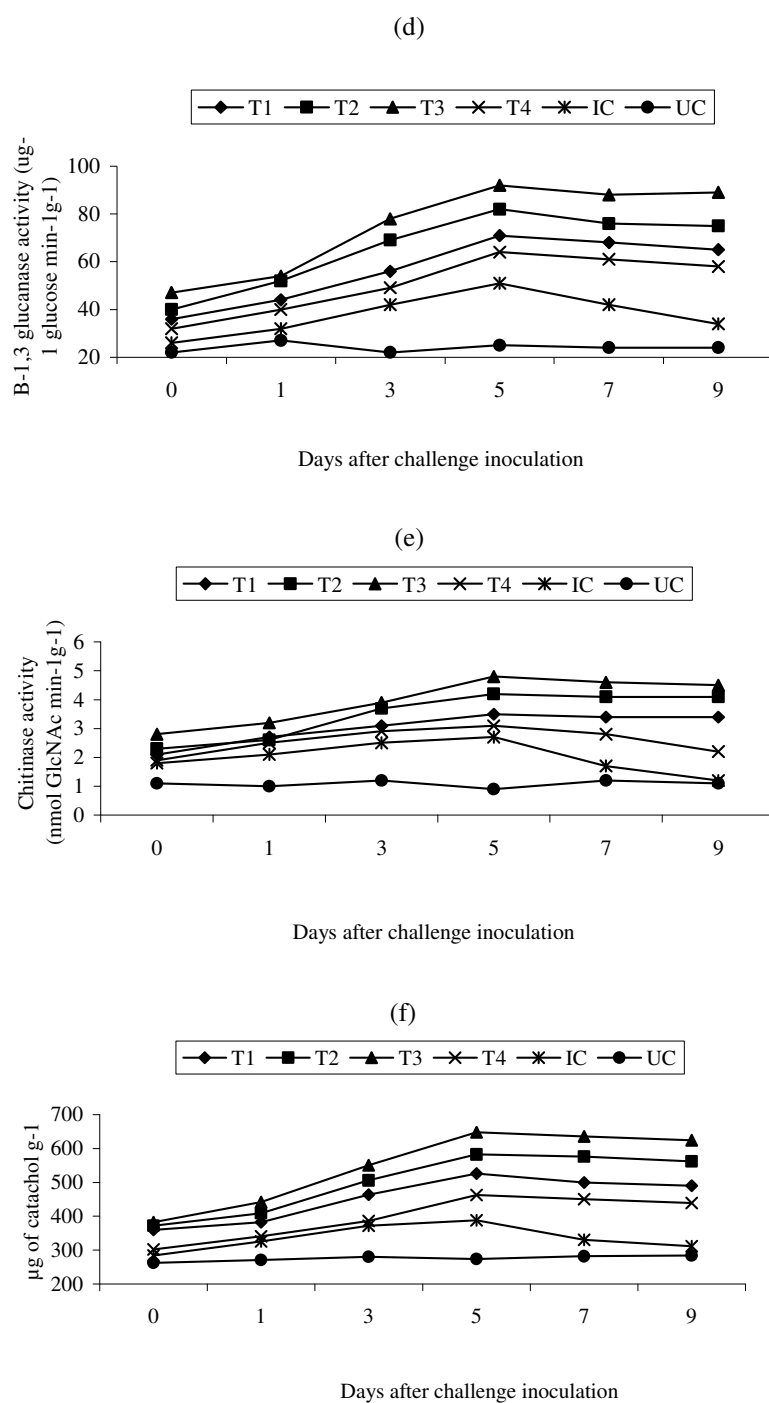 (d)
T1 T2 T3 T4 IC UC
B-1,3 glucanase activity (ug-
1 glucose min-1g-1)
100
80
60
40
20
0 1 3 5 7 9
Days after challenge inoculation
(e)
T1 T2 T3 T4 IC UC
Chitinase activity
(nmol GlcNAc min-1g-1)
6
5
4
3
2
1
0
0 1 3 5 7 9
Days after challenge inoculation
(f)
T1 T2 T3 T4 IC UC
µg of catachol g-1
700
600
500
400
300
200
0 1 3 5 7 9
Days after challenge inoculation